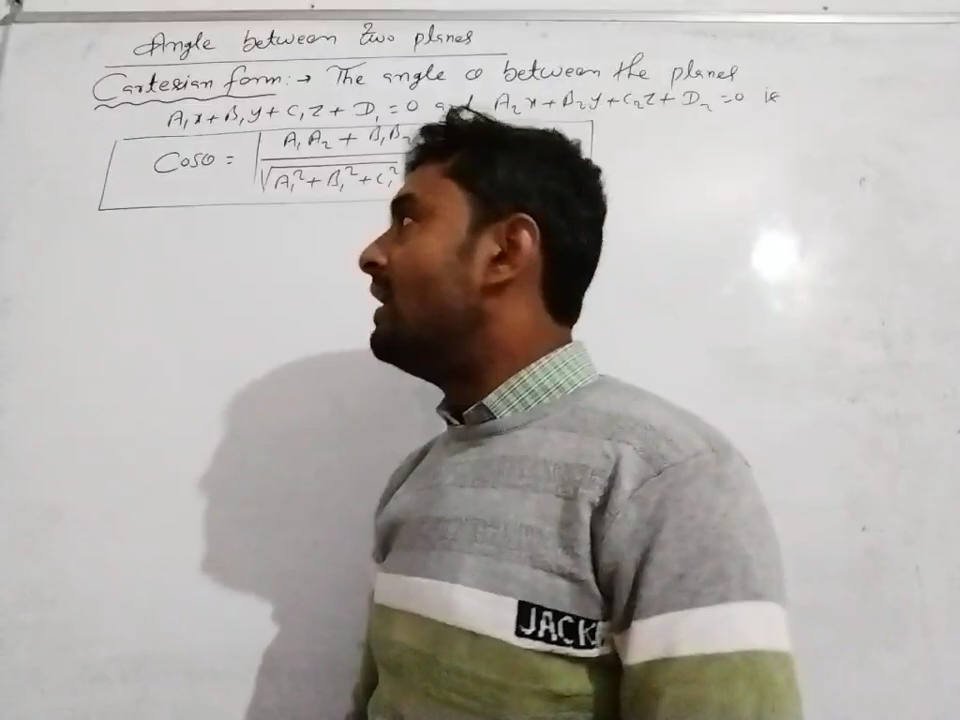 Angle between two planes
Cartesian form:→ The angle θ between the planes
A₁x + B₁y + C₁z + D₁ = 0 and A₂x + B₂y + C₂z + D₂ = 0 is
Cosθ = | A₁A₂ + B₁B₂
√A₁² + B₁² + C₁²
JACK